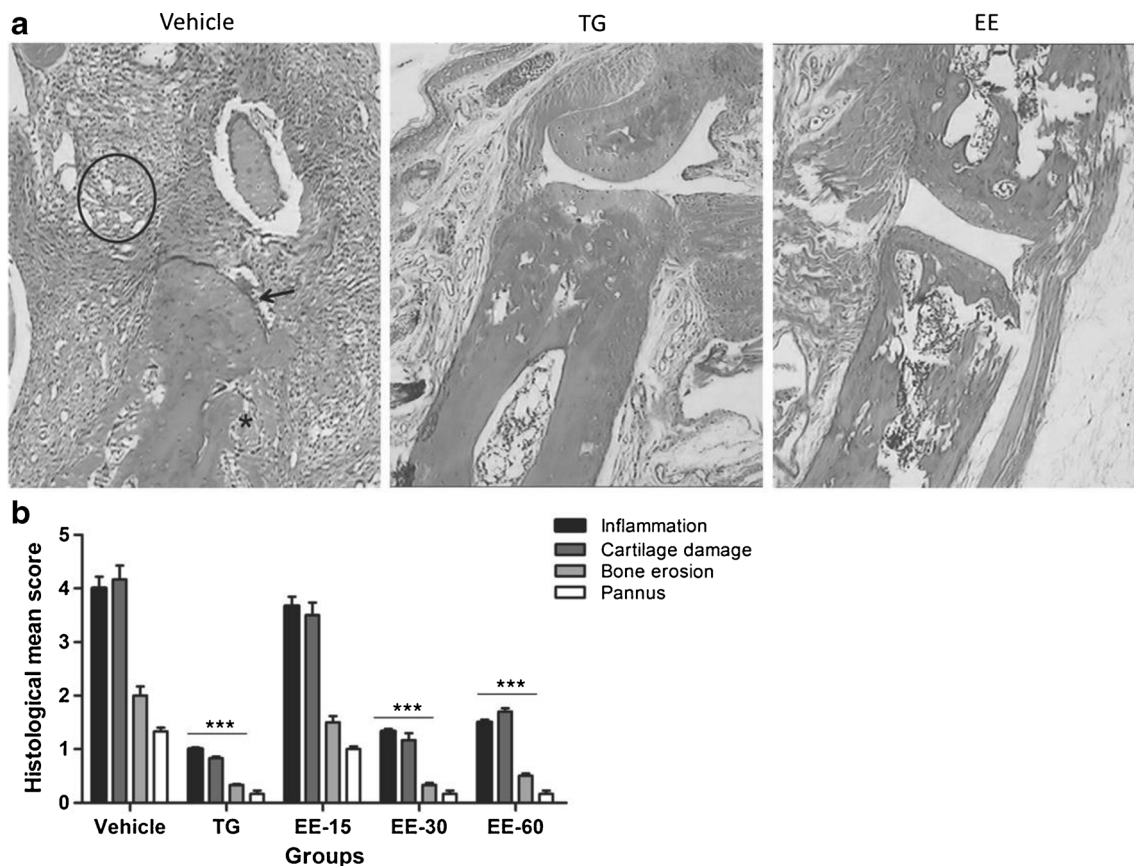 a
Vehicle
TG
EE
*
b
Histological mean score
5
4
3
2
1
0
***
***
***
Vehicle
TG
EE-15
EE-30
EE-60
Groups
Inflammation
Cartilage damage
Bone erosion
Pannus